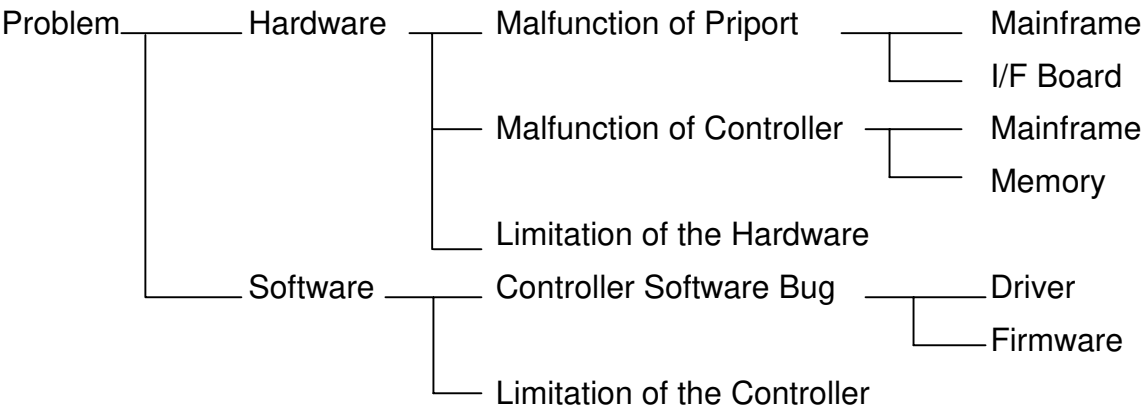 Problem Hardware Malfunction of Priport Mainframe
I/F Board
Malfunction of Controller Mainframe
Memory
Limitation of the Hardware
Software Controller Software Bug Driver
Firmware
Limitation of the Controller